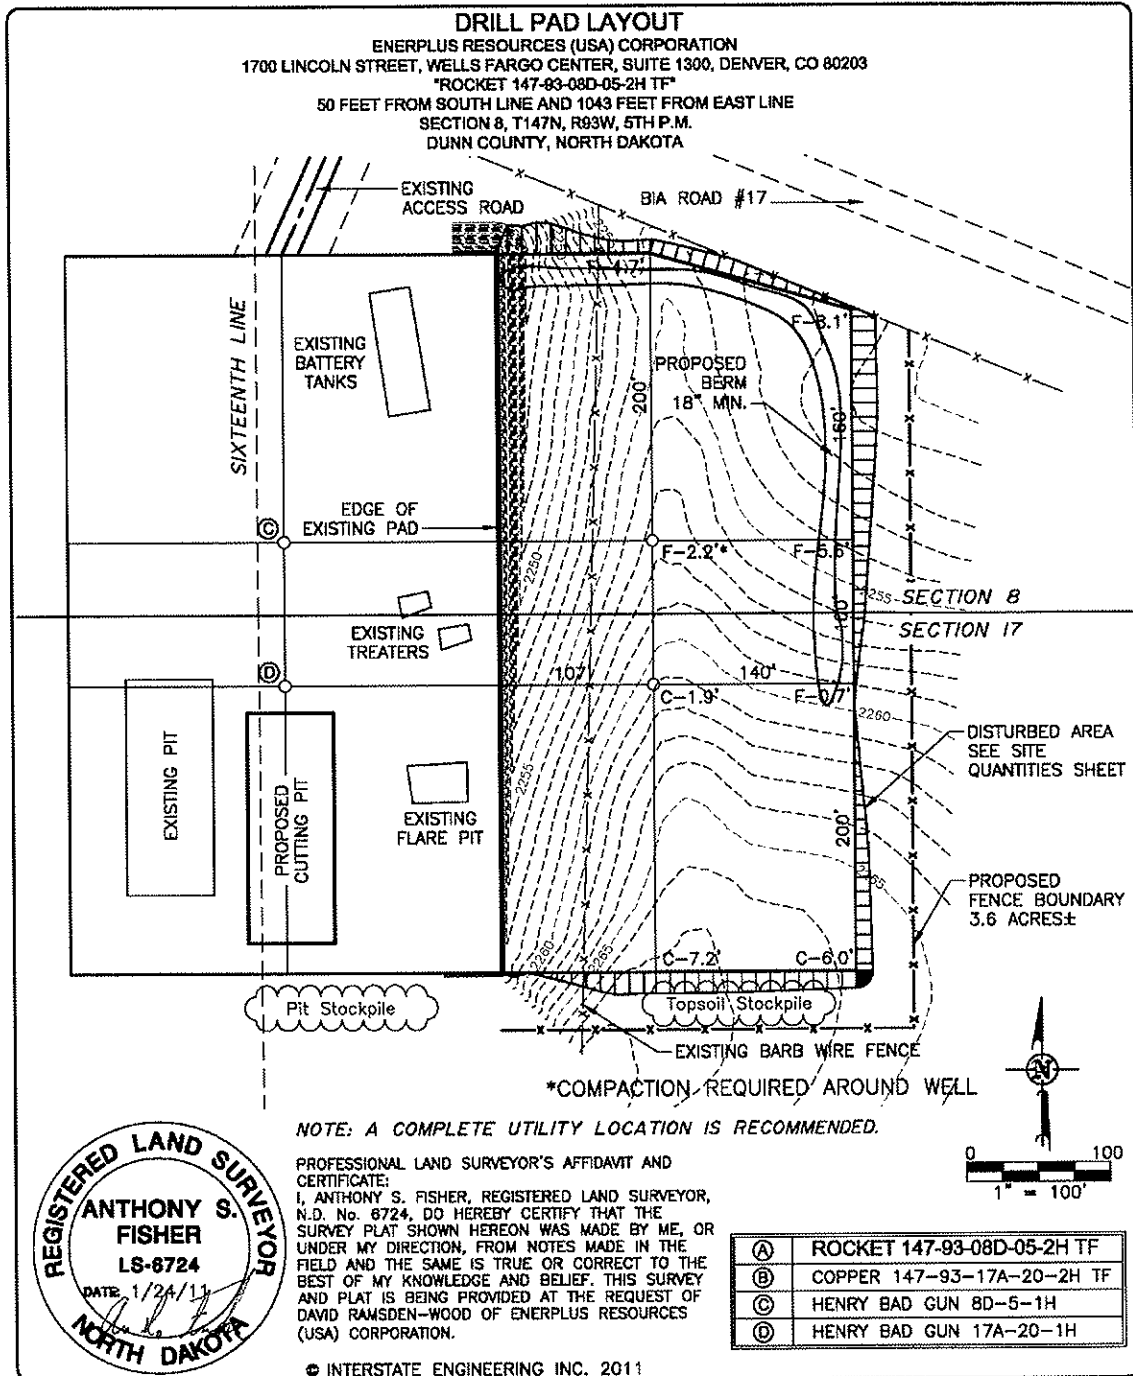 DRILL PAD LAYOUT
ENERPLUS RESOURCES (USA) CORPORATION
1700 LINCOLN STREET, WELLS FARGO CENTER, SUITE 1300, DENVER, CO 80203
"ROCKET 147-93-08D-05-2H TF"
50 FEET FROM SOUTH LINE AND 1043 FEET FROM EAST LINE
SECTION 8, T147N, R93W, 5TH P.M.
DUNN COUNTY, NORTH DAKOTA
EXISTING
ACCESS ROAD
BIA ROAD #17
SIXTEENTH LINE
EXISTING
BATTERY
TANKS
F-4.7'
F-8.1'
PROPOSED
BERM
18" MIN.
200'
160'
EDGE OF
EXISTING PAD
C
F-2.2'*
F-5.6'
2250
2255
SECTION 8
SECTION 17
100'
EXISTING
TREATERS
D
107'
140'
C-1.9'
F-0.7'
2260
DISTURBED AREA
SEE SITE
QUANTITIES SHEET
EXISTING PIT
PROPOSED
CUTTING PIT
EXISTING
FLARE PIT
2255
200'
2265
PROPOSED
FENCE BOUNDARY
3.6 ACRES±
2260
2265
C-7.2'
C-6.0'
Pit Stockpile
Topsoil Stockpile
EXISTING BARB WIRE FENCE
*COMPACTION REQUIRED AROUND WELL
N
NOTE: A COMPLETE UTILITY LOCATION IS RECOMMENDED.
0 100
1" = 100'
REGISTERED LAND SURVEYOR
ANTHONY S.
FISHER
LS-6724
DATE 1/24/11
NORTH DAKOTA
PROFESSIONAL LAND SURVEYOR'S AFFIDAVIT AND
CERTIFICATE:
I, ANTHONY S. FISHER, REGISTERED LAND SURVEYOR,
N.D. No. 6724, DO HEREBY CERTIFY THAT THE
SURVEY PLAT SHOWN HEREON WAS MADE BY ME, OR
UNDER MY DIRECTION, FROM NOTES MADE IN THE
FIELD AND THE SAME IS TRUE OR CORRECT TO THE
BEST OF MY KNOWLEDGE AND BELIEF. THIS SURVEY
AND PLAT IS BEING PROVIDED AT THE REQUEST OF
DAVID RAMSDEN-WOOD OF ENERPLUS RESOURCES
(USA) CORPORATION.
© INTERSTATE ENGINEERING INC. 2011
A ROCKET 147-93-08D-05-2H TF
B COPPER 147-93-17A-20-2H TF
C HENRY BAD GUN 8D-5-1H
D HENRY BAD GUN 17A-20-1H